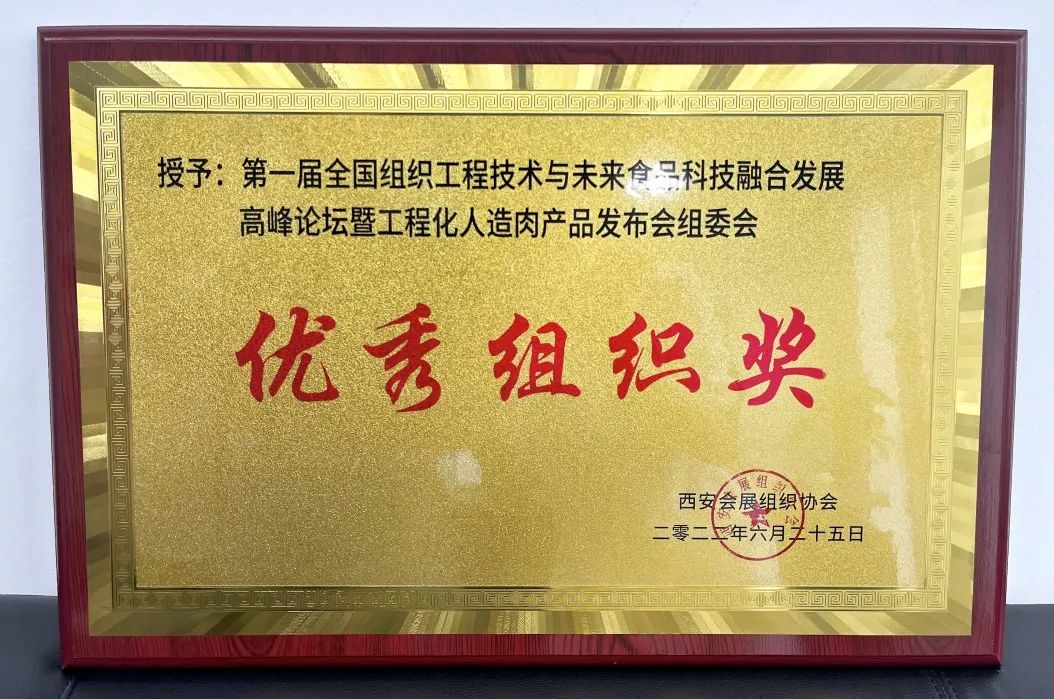 授予：第一届全国组织工程技术与未来食品科技融合发展
高峰论坛暨工程化人造肉产品发布会组委会
优秀组织奖
西安会展组织协会
二零二二年六月二十五日